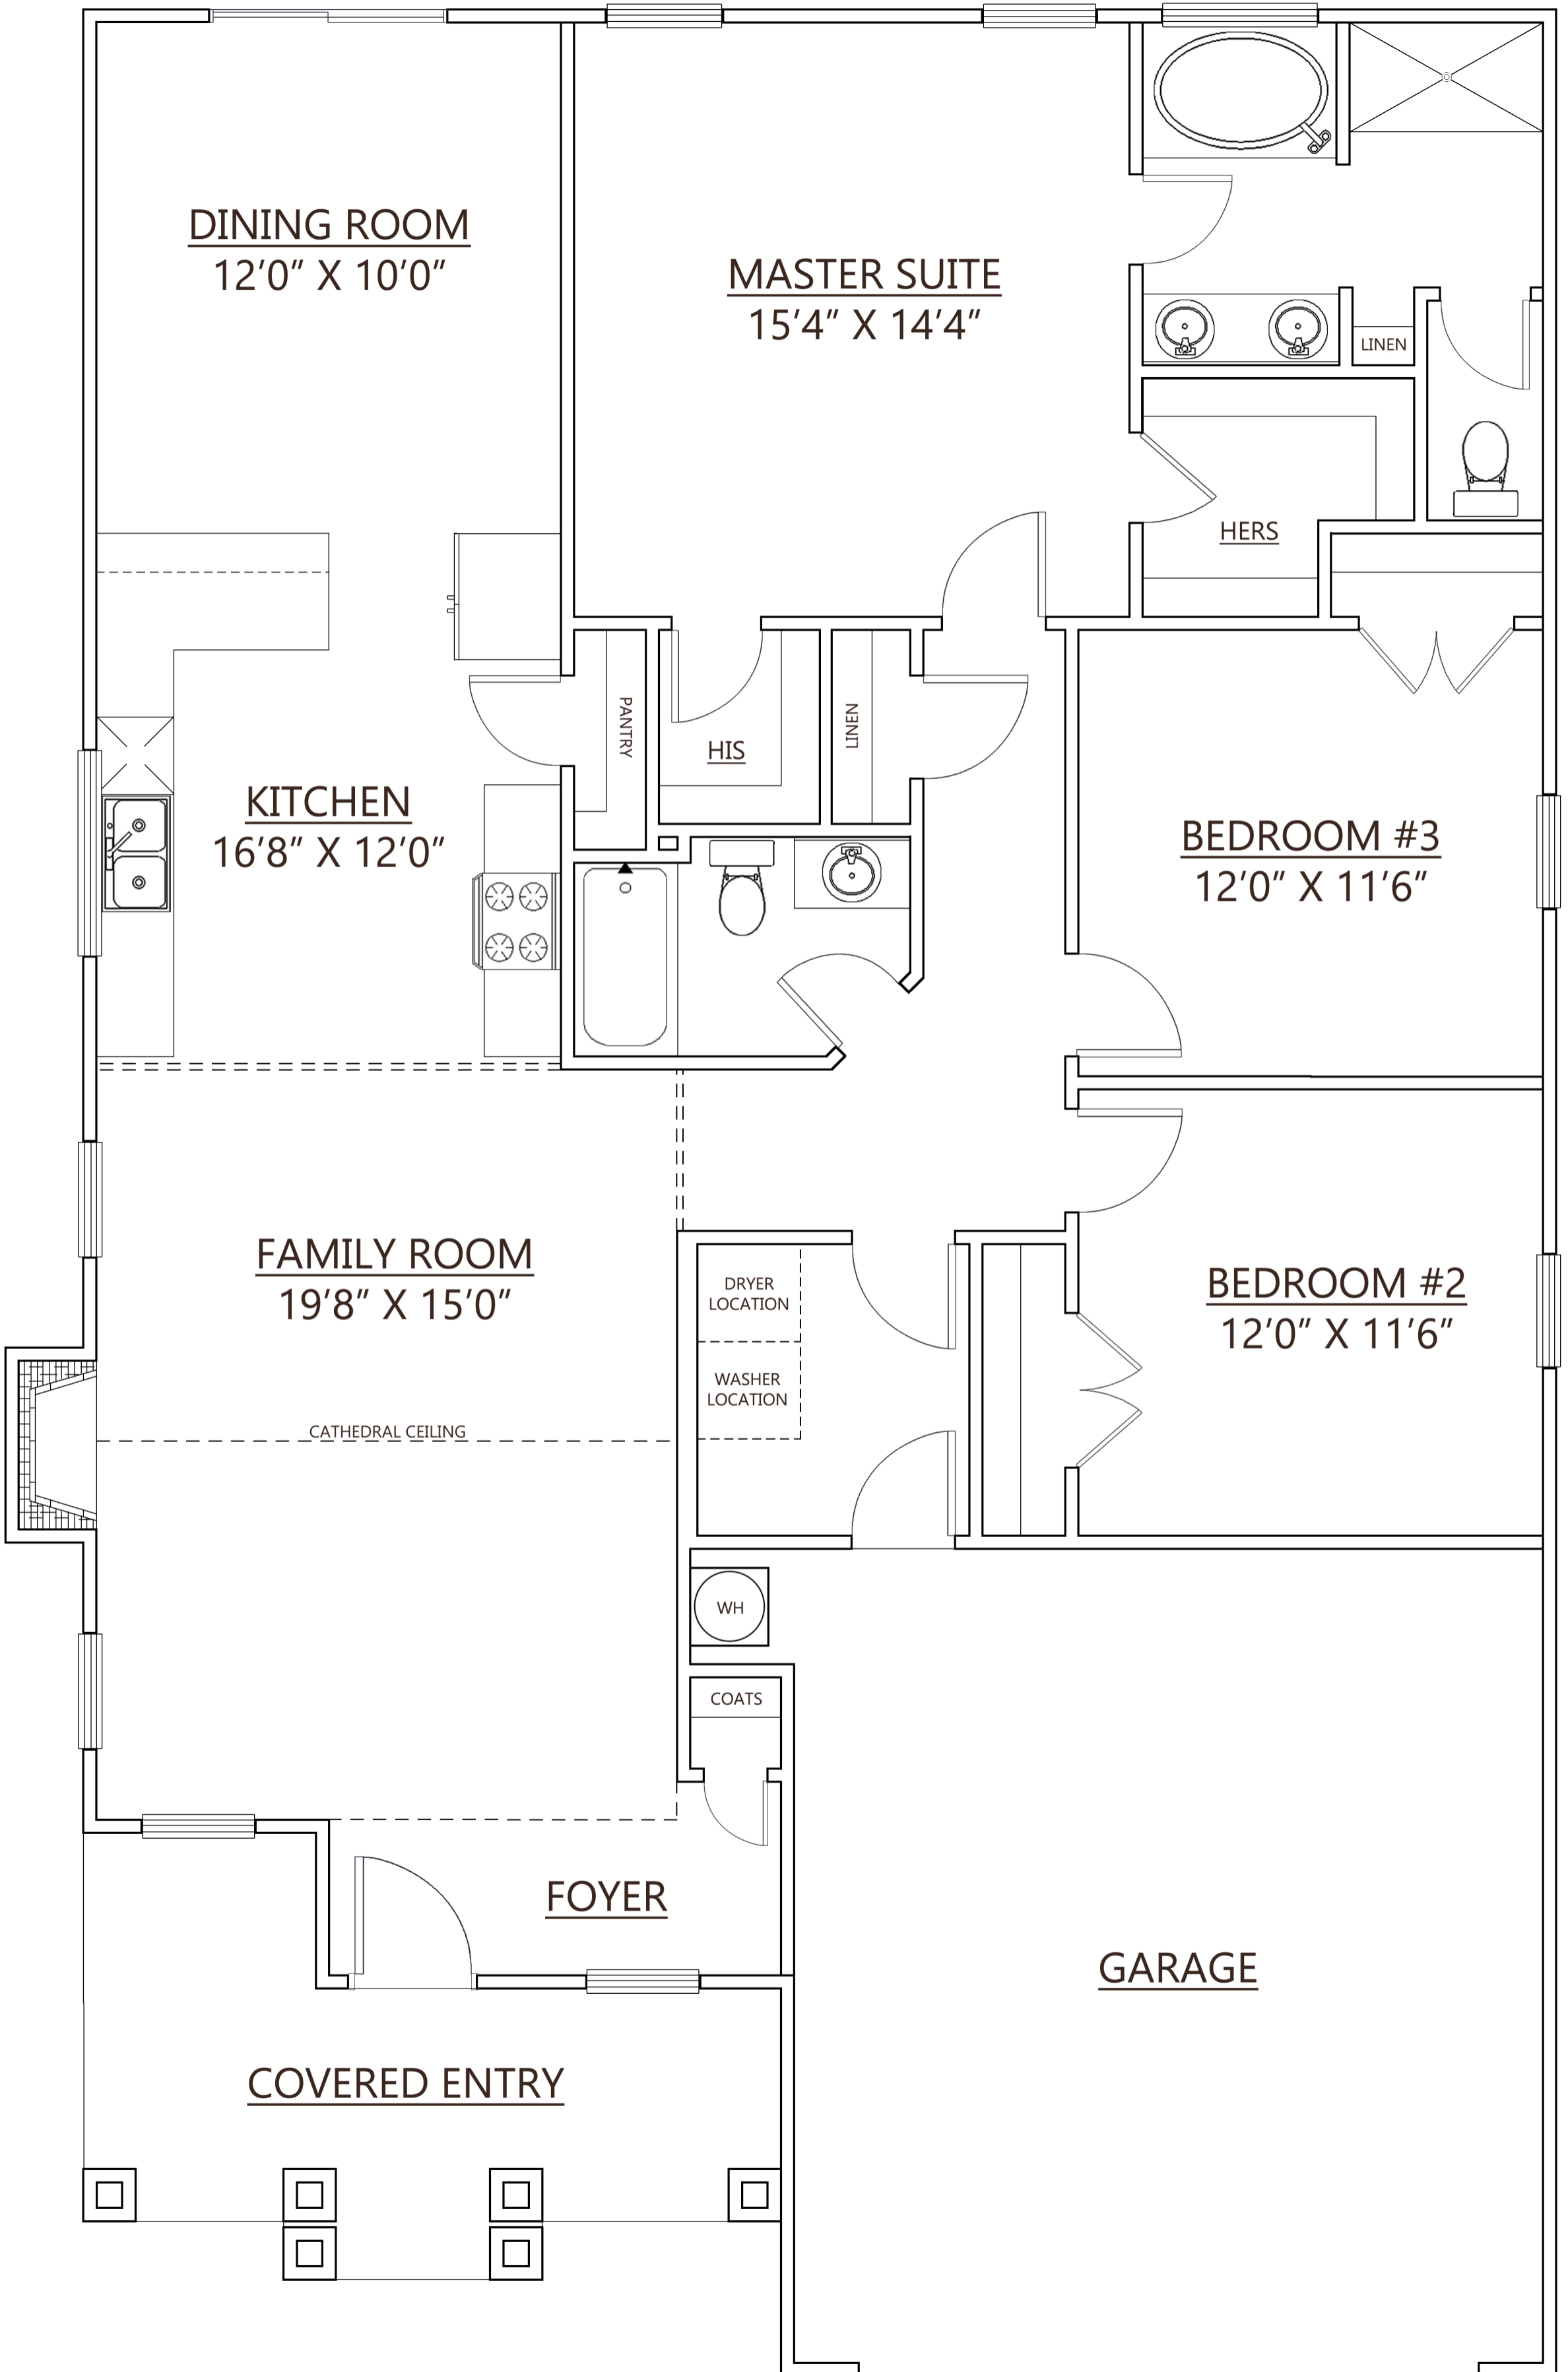 DINING ROOM
12’0” X 10’0”
MASTER SUITE
15’4” X 14’4”
LINEN
HERS
PANTRY
HIS
LINEN
KITCHEN
16’8” X 12’0”
BEDROOM #3
12’0” X 11’6”
FAMILY ROOM
19’8” X 15’0”
DRYER
LOCATION
WASHER
LOCATION
BEDROOM #2
12’0” X 11’6”
CATHEDRAL CEILING
WH
COATS
FOYER
GARAGE
COVERED ENTRY